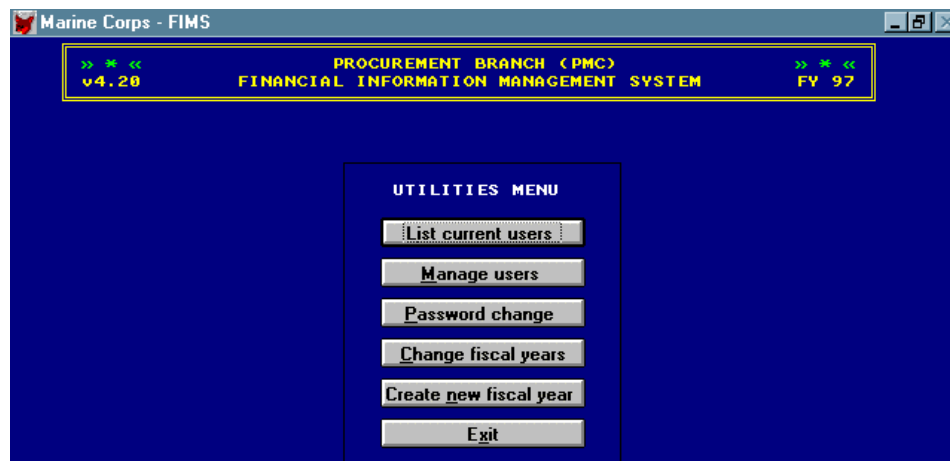 Marine Corps - FIMS
» * « PROCUREMENT BRANCH (PMC) » * «
v4.20 FINANCIAL INFORMATION MANAGEMENT SYSTEM FY 97
UTILITIES MENU
List current users
Manage users
Password change
Change fiscal years
Create new fiscal year
Exit